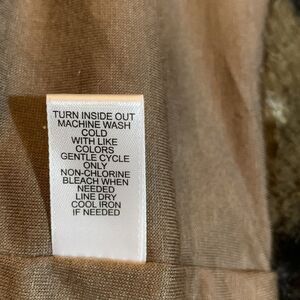 TURN INSIDE OUT
MACHINE WASH
COLD
WITH LIKE
COLORS
GENTLE CYCLE
ONLY
NON-CHLORINE
BLEACH WHEN
NEEDED
LINE DRY
COOL IRON
IF NEEDED